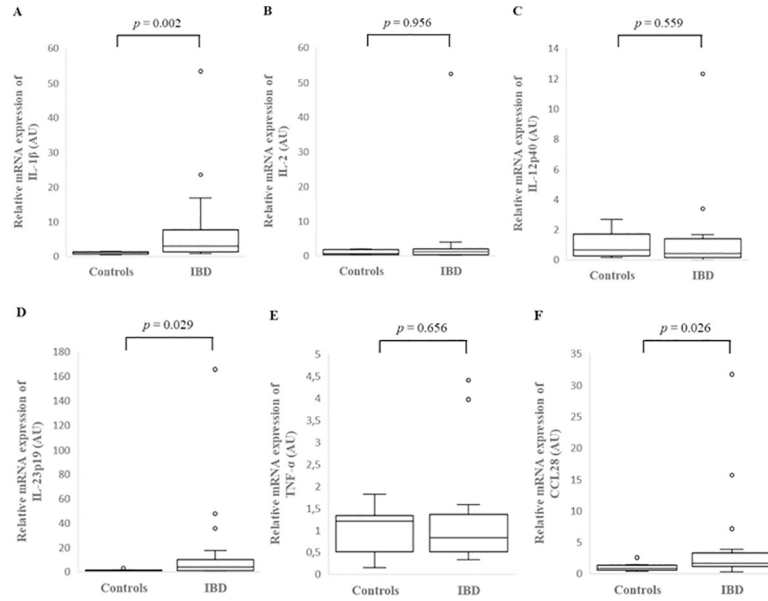 A
p = 0.002
Relative mRNA expression of
IL-1β (AU)
60
50
40
30
20
10
0
Controls
IBD
B
p = 0.956
Relative mRNA expression of
IL-2 (AU)
60
50
40
30
20
10
0
Controls
IBD
C
p = 0.559
Relative mRNA expression of
IL-12p40 (AU)
14
12
10
8
6
4
2
0
Controls
IBD
D
p = 0.029
Relative mRNA expression of
IL-23p19 (AU)
180
160
140
120
100
80
60
40
20
0
Controls
IBD
E
p = 0.656
Relative mRNA expression of
TNF-α (AU)
5
4,5
4
3,5
3
2,5
2
1,5
1
0,5
0
Controls
IBD
F
p = 0.026
Relative mRNA expression of
CCL28 (AU)
35
30
25
20
15
10
5
0
Controls
IBD